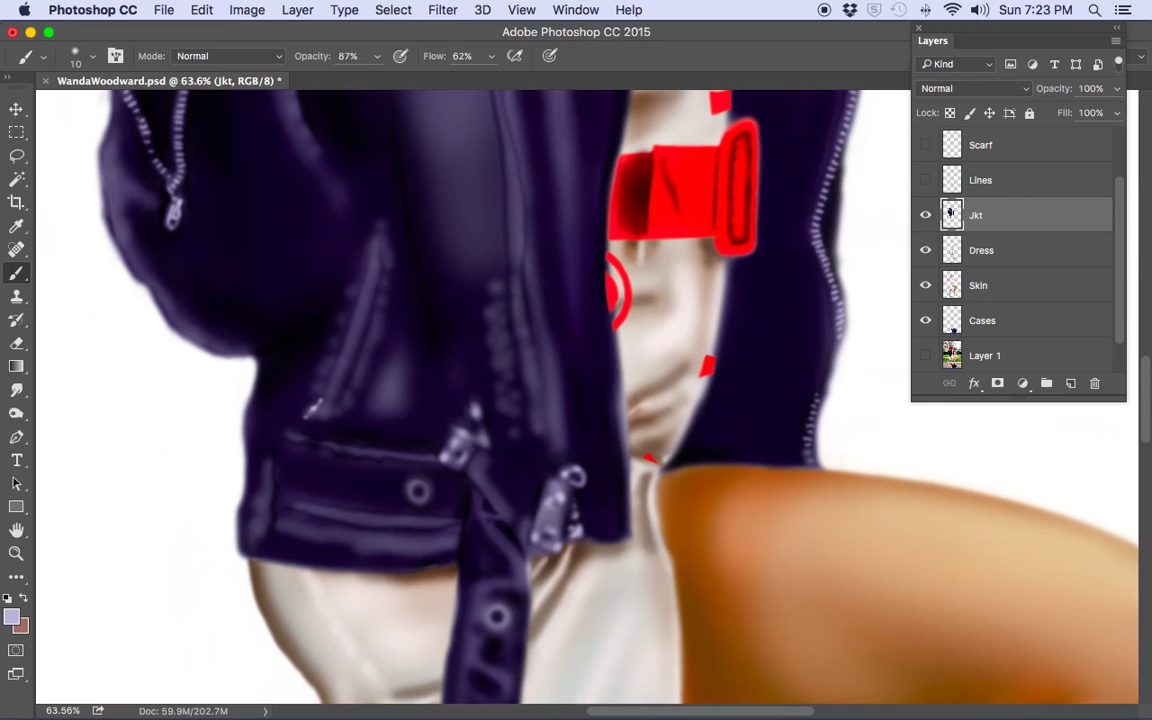 Photoshop CC File Edit Image Layer Type Select Filter 3D View Window Help Sun 7:23 PM
Adobe Photoshop CC 2015
10 Mode: Normal Opacity: 87% Flow: 62%
WandaWoodward.psd @ 63.6% (Jkt, RGB/8) *
Layers
Kind
Normal Opacity: 100%
Lock: Fill: 100%
Scarf
Lines
Jkt
Dress
Skin
Cases
Layer 1
fx
63.56% Doc: 59.9M/202.7M